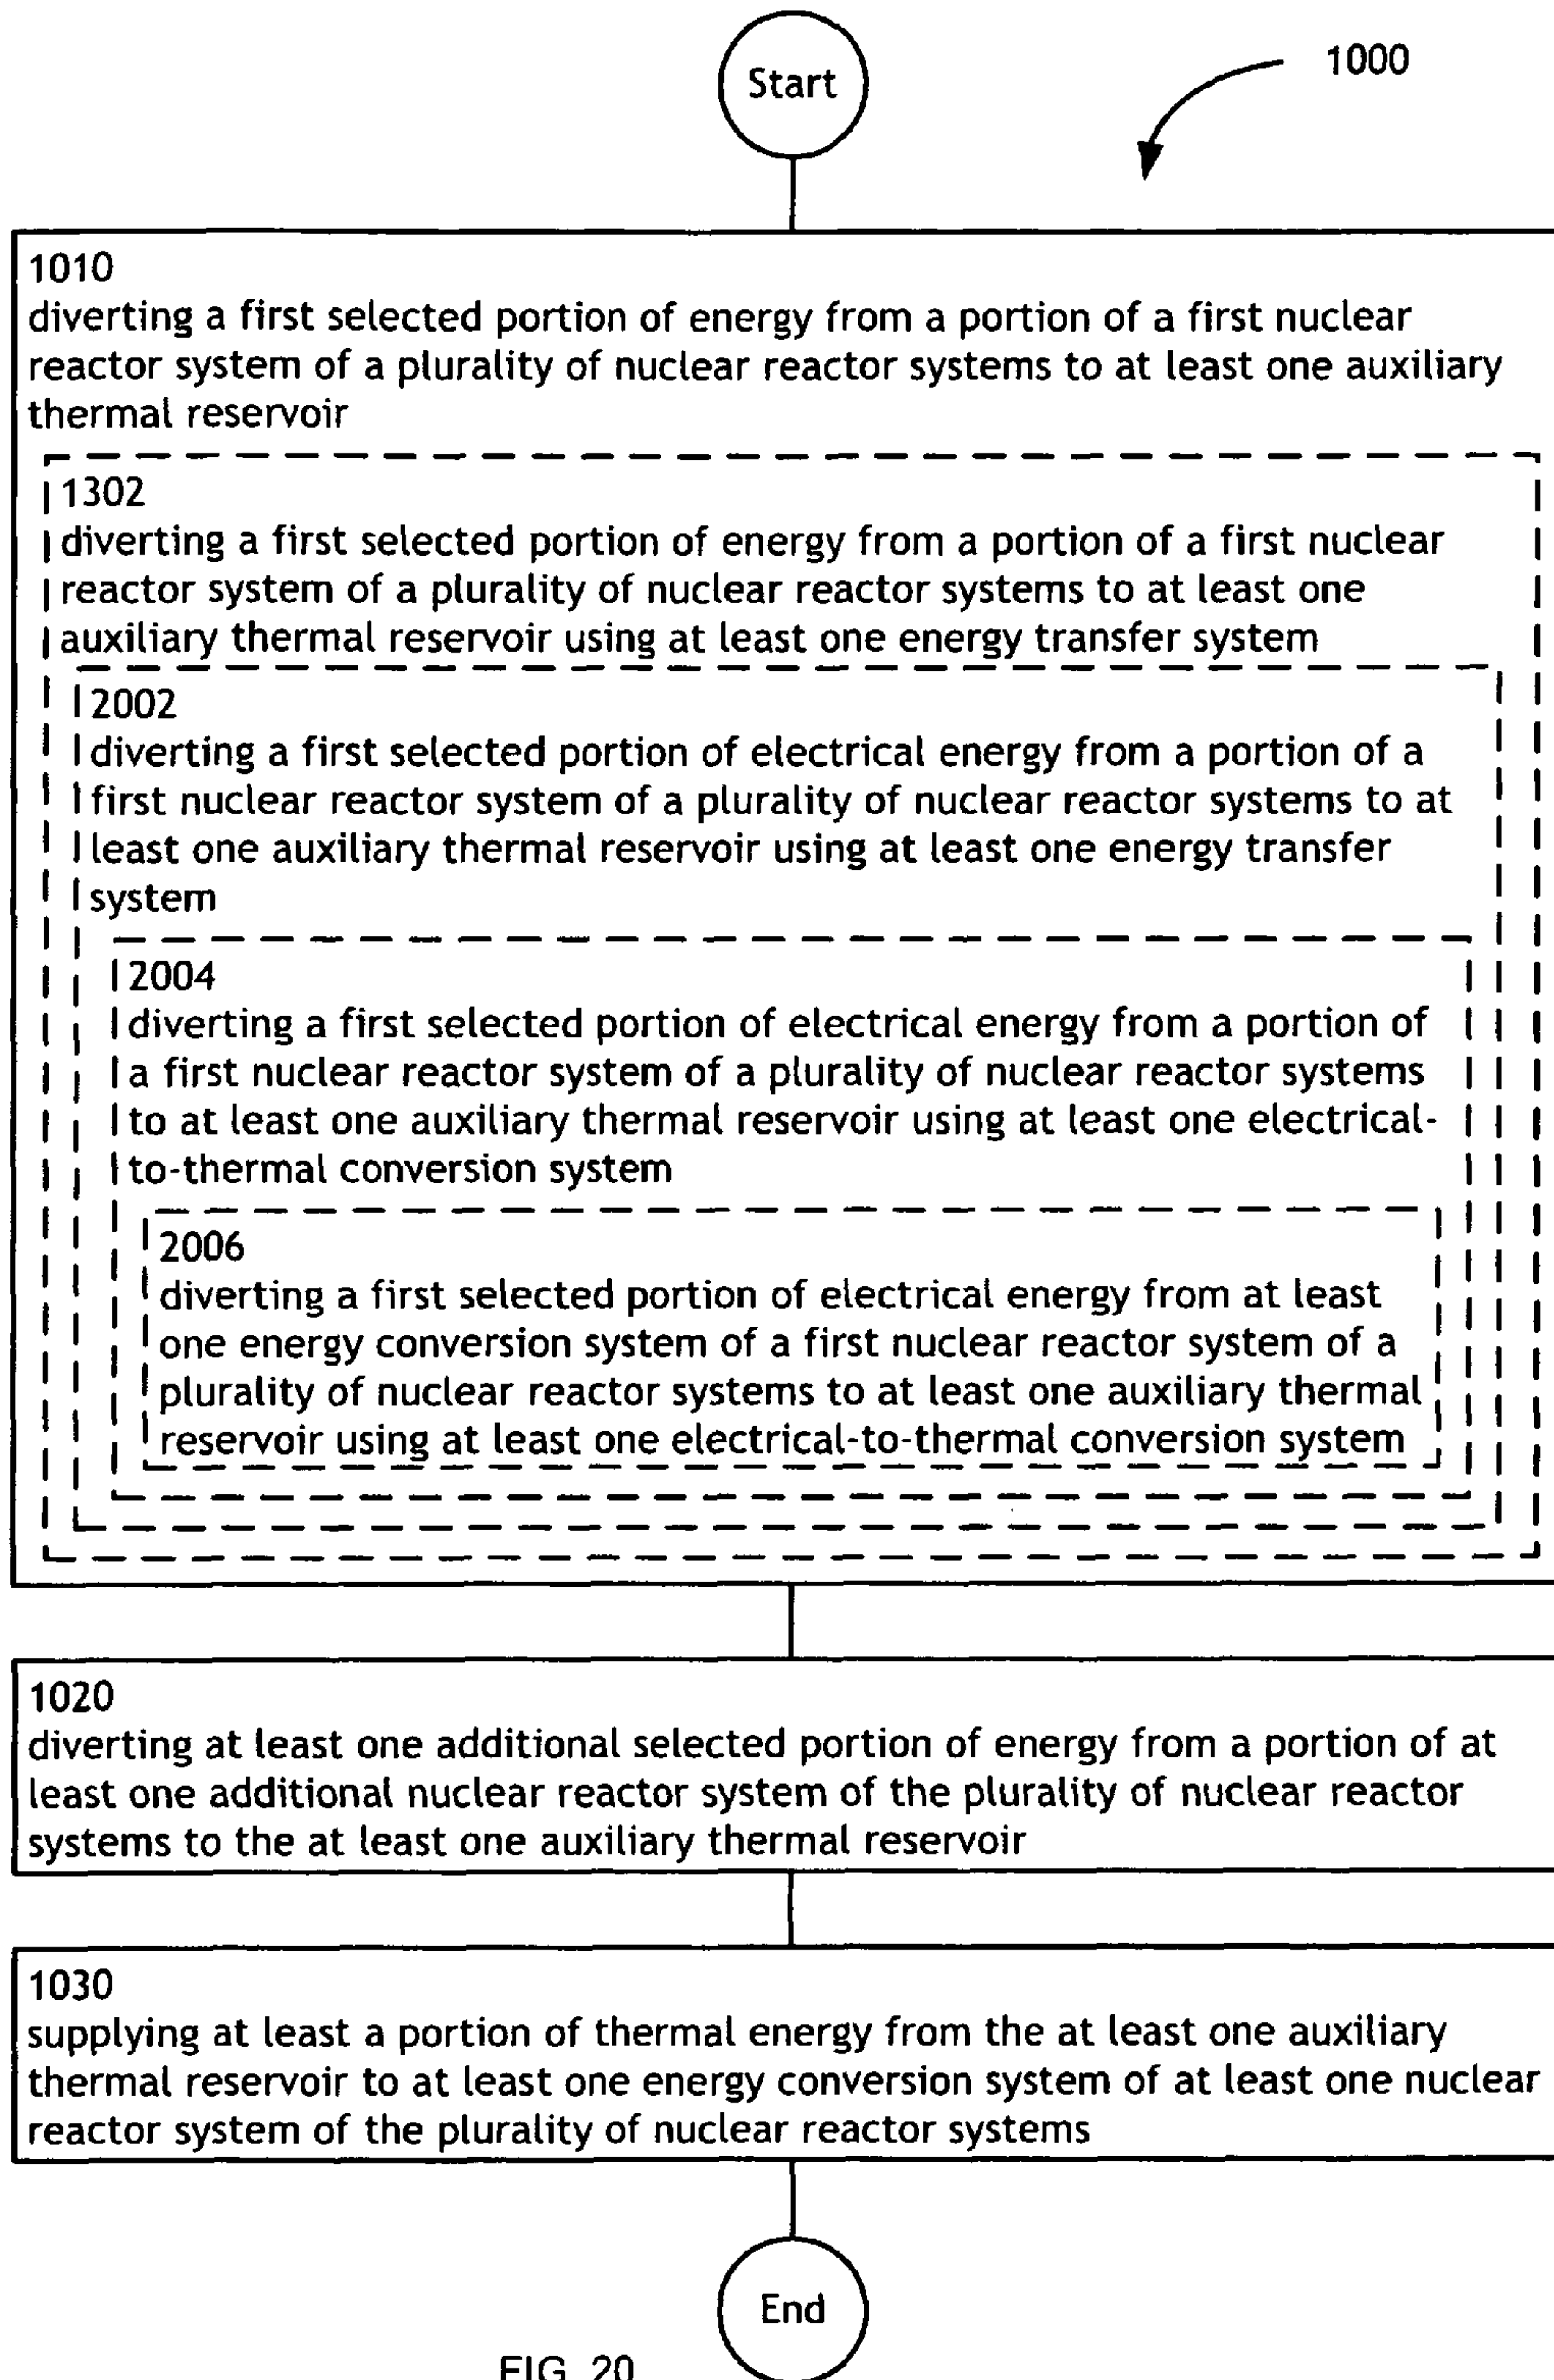 Start
1000
1010
diverting a first selected portion of energy from a portion of a first nuclear
reactor system of a plurality of nuclear reactor systems to at least one auxiliary
thermal reservoir
1302
diverting a first selected portion of energy from a portion of a first nuclear
reactor system of a plurality of nuclear reactor systems to at least one
auxiliary thermal reservoir using at least one energy transfer system
2002
diverting a first selected portion of electrical energy from a portion of a
first nuclear reactor system of a plurality of nuclear reactor systems to at
least one auxiliary thermal reservoir using at least one energy transfer
system
2004
diverting a first selected portion of electrical energy from a portion of
a first nuclear reactor system of a plurality of nuclear reactor systems
to at least one auxiliary thermal reservoir using at least one electrical-
to-thermal conversion system
2006
diverting a first selected portion of electrical energy from at least
one energy conversion system of a first nuclear reactor system of a
plurality of nuclear reactor systems to at least one auxiliary thermal
reservoir using at least one electrical-to-thermal conversion system
1020
diverting at least one additional selected portion of energy from a portion of at
least one additional nuclear reactor system of the plurality of nuclear reactor
systems to the at least one auxiliary thermal reservoir
1030
supplying at least a portion of thermal energy from the at least one auxiliary
thermal reservoir to at least one energy conversion system of at least one nuclear
reactor system of the plurality of nuclear reactor systems
End
FIG. 20